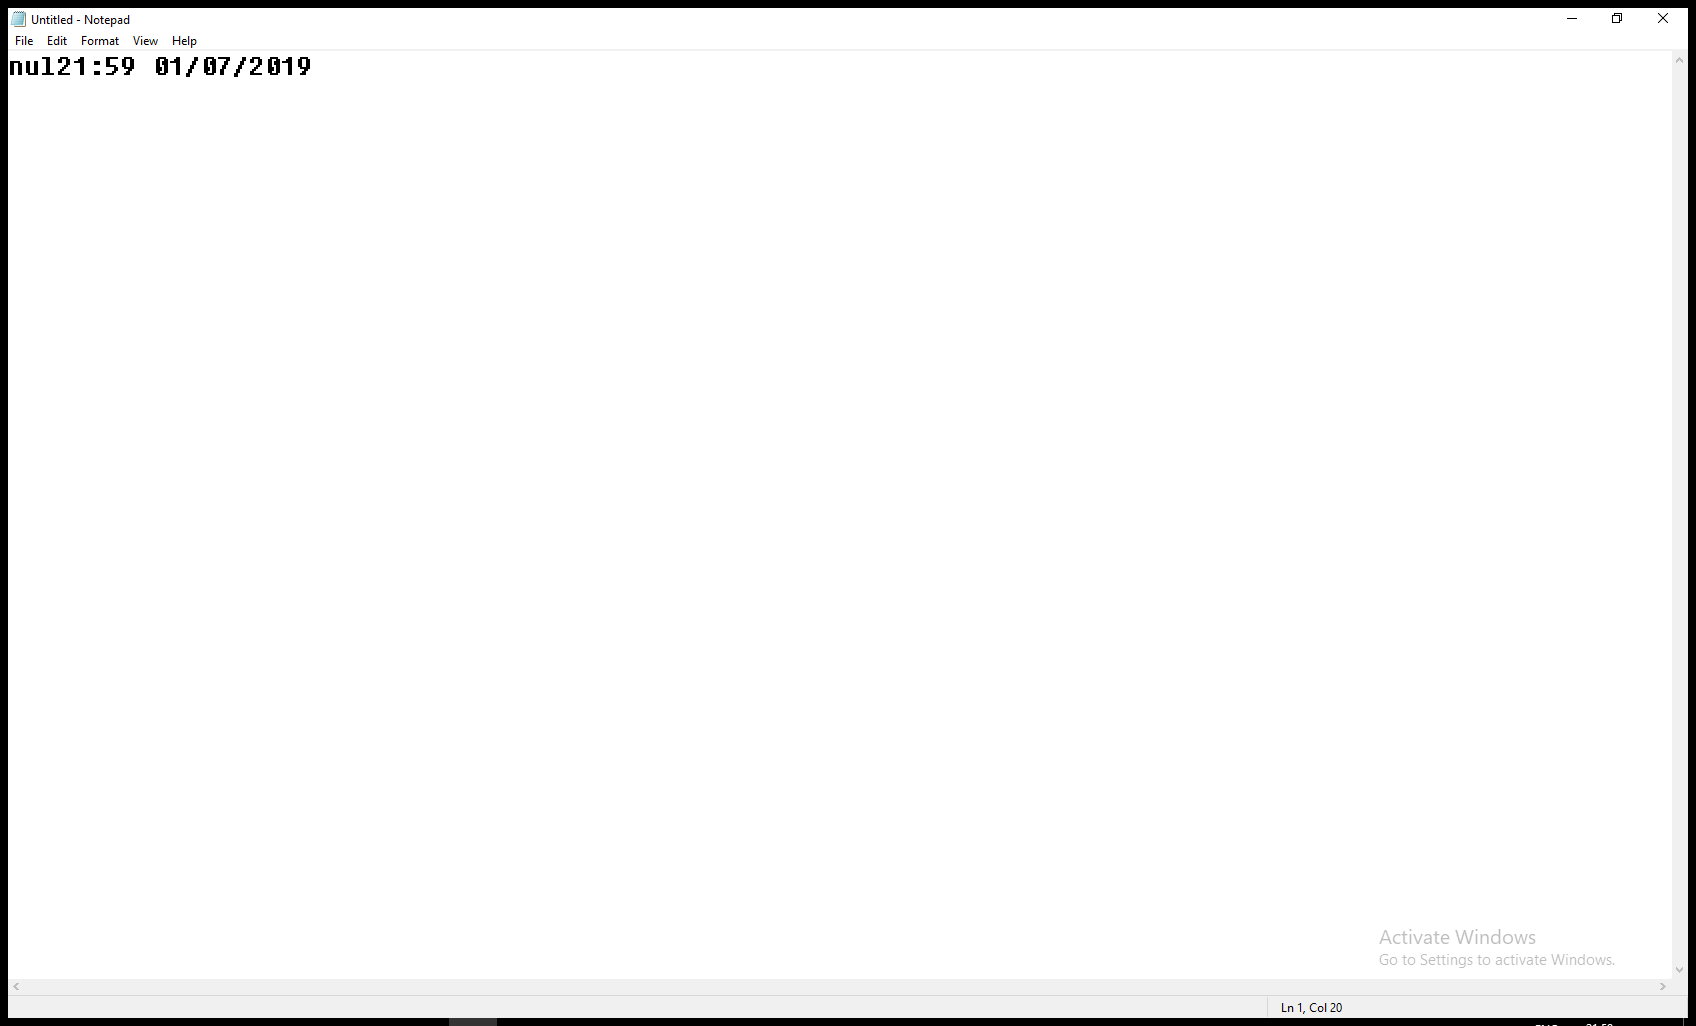 Untitled - Notepad
File Edit Format View Help
nul21:59 01/07/2019
Activate Windows
Go to Settings to activate Windows.
Ln 1, Col 20